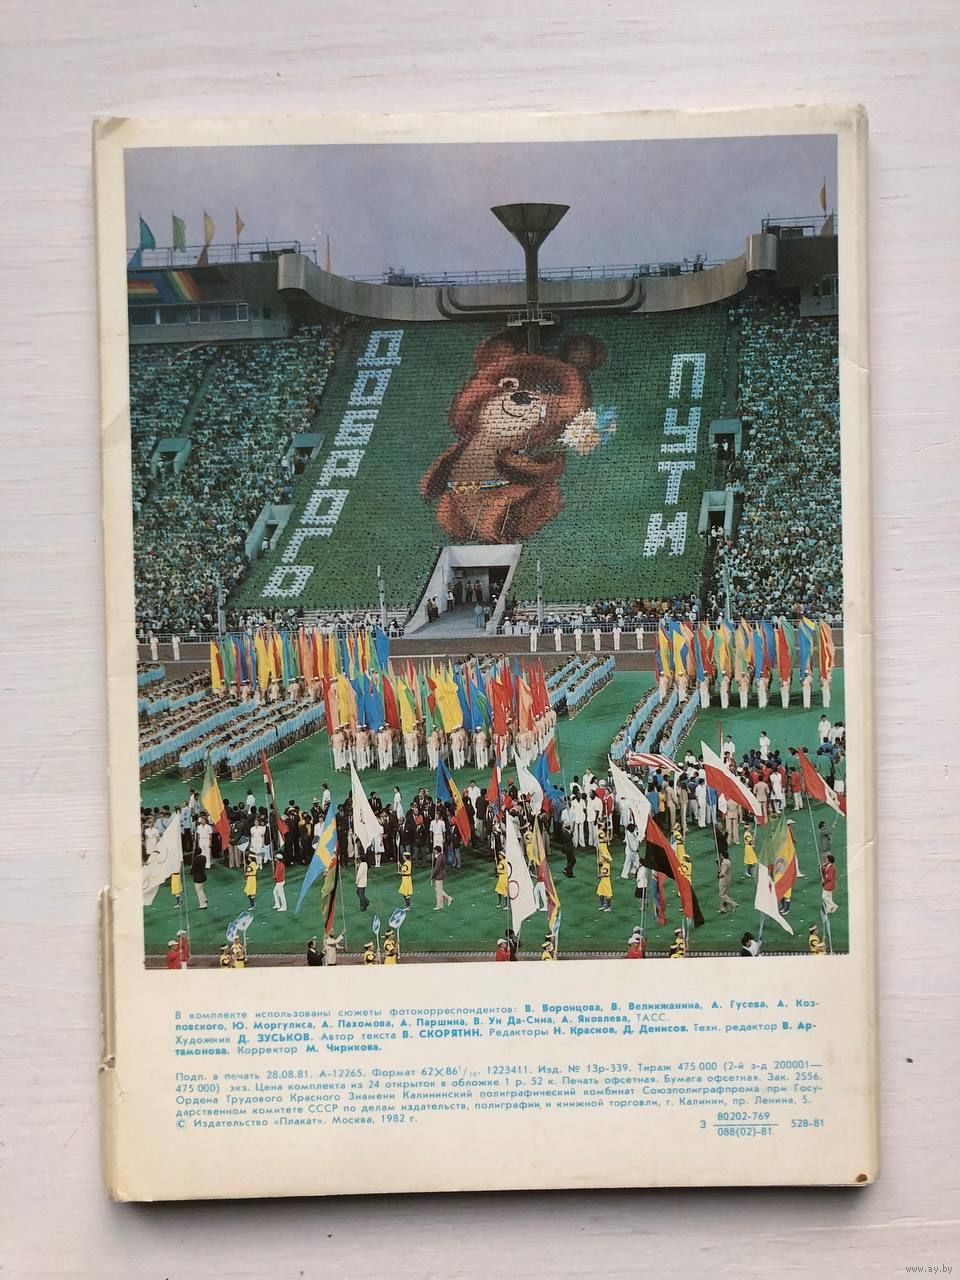 ДОБРОГО
ПУТИ
В комплекте использованы сюжеты фотокорреспондентов: В. Воронцова, В. Великжанина, А. Гусева, А. Коз-
ловского, Ю. Моргулиса, А. Пахомова, А. Паршина, В. Ун Да-Сина, А. Яковлева, ТАСС.
Художник Д. ЗУСЬКОВ. Автор текста В. СКОРЯТИН. Редакторы Н. Краснов, Д. Денисов. Техн. редактор В. Ар-
тамонова. Корректор М. Чирикова.
Подп. в печать 28.08.81. А-12265. Формат 62×86¹/₁₆. 1223411. Изд. № 13р-339. Тираж 475 000 (2-й з-д 200001—
475 000) экз. Цена комплекта из 24 открыток в обложке 1 р. 52 к. Печать офсетная. Бумага офсетная. Зак. 2556.
Ордена Трудового Красного Знамени Калининский полиграфический комбинат Союзполиграфпрома при Госу-
дарственном комитете СССР по делам издательств, полиграфии и книжной торговли, г. Калинин, пр. Ленина, 5.
© Издательство «Плакат». Москва, 1982 г.
З 80202-769 / 088(02)-81 528-81
www.ay.by